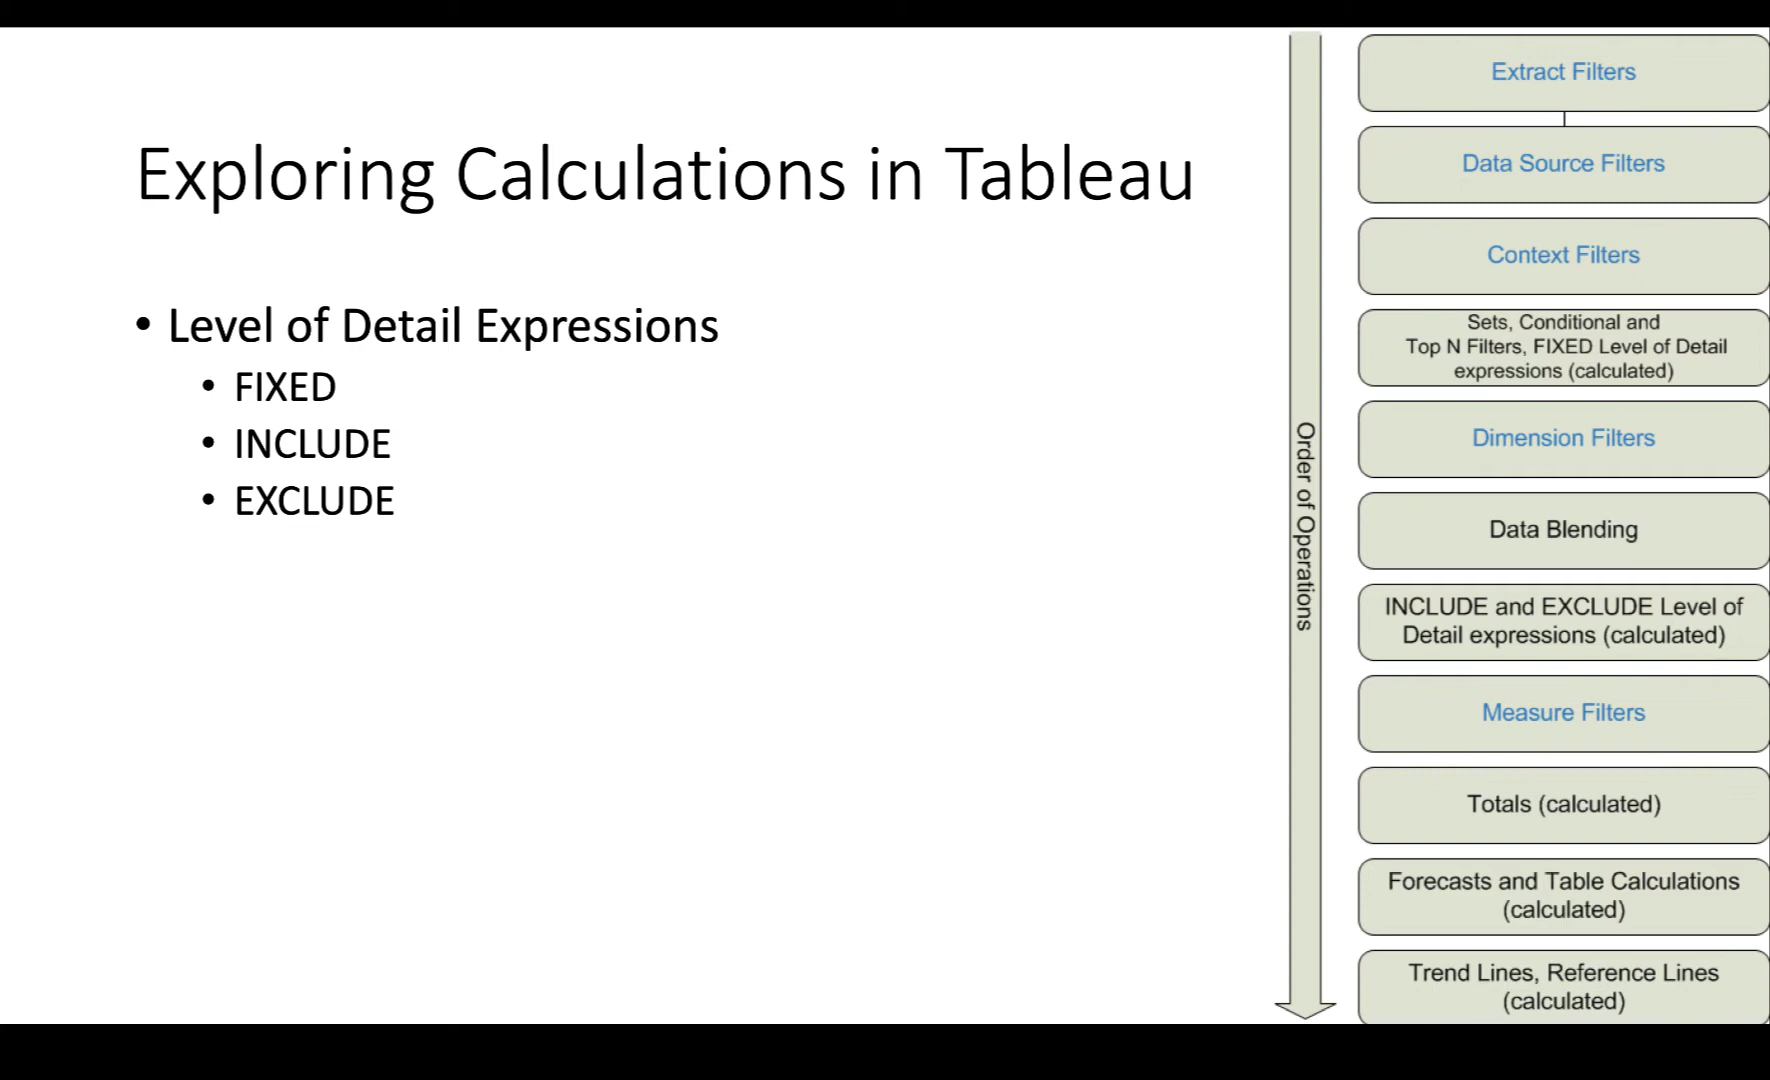 Exploring Calculations in Tableau
• Level of Detail Expressions
• FIXED
• INCLUDE
• EXCLUDE
Order of Operations
Extract Filters
Data Source Filters
Context Filters
Sets, Conditional and
Top N Filters, FIXED Level of Detail
expressions (calculated)
Dimension Filters
Data Blending
INCLUDE and EXCLUDE Level of
Detail expressions (calculated)
Measure Filters
Totals (calculated)
Forecasts and Table Calculations
(calculated)
Trend Lines, Reference Lines
(calculated)